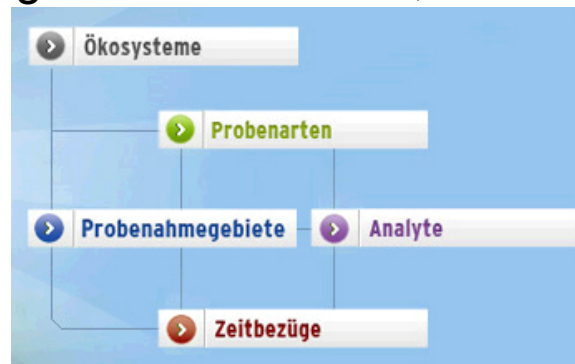 Ökosysteme
Probenarten
Probenahmegebiete
Analyte
Zeitbezüge